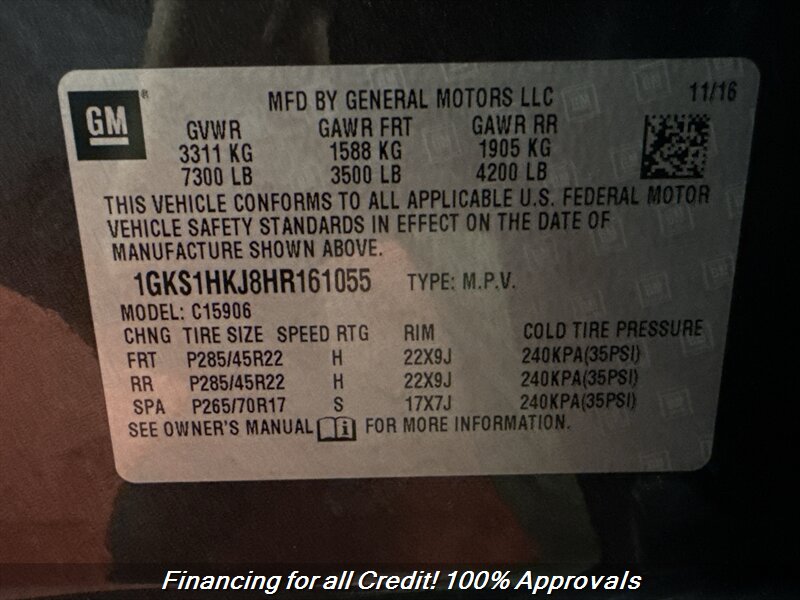 GM
MFD BY GENERAL MOTORS LLC 11/16
GVWR GAWR FRT GAWR RR
3311 KG 1588 KG 1905 KG
7300 LB 3500 LB 4200 LB
THIS VEHICLE CONFORMS TO ALL APPLICABLE U.S. FEDERAL MOTOR
VEHICLE SAFETY STANDARDS IN EFFECT ON THE DATE OF
MANUFACTURE SHOWN ABOVE.
1GKS1HKJ8HR161055 TYPE: M.P.V.
MODEL: C15906
CHNG TIRE SIZE SPEED RTG RIM COLD TIRE PRESSURE
FRT P285/45R22 H 22X9J 240KPA(35PSI)
RR P285/45R22 H 22X9J 240KPA(35PSI)
SPA P265/70R17 S 17X7J 240KPA(35PSI)
SEE OWNER'S MANUAL i FOR MORE INFORMATION.
Financing for all Credit! 100% Approvals